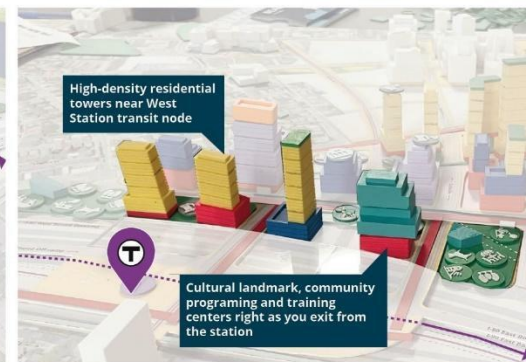 High-density residential
towers near West
Station transit node
T
Cultural landmark, community
programing and training
centers right as you exit from
the station